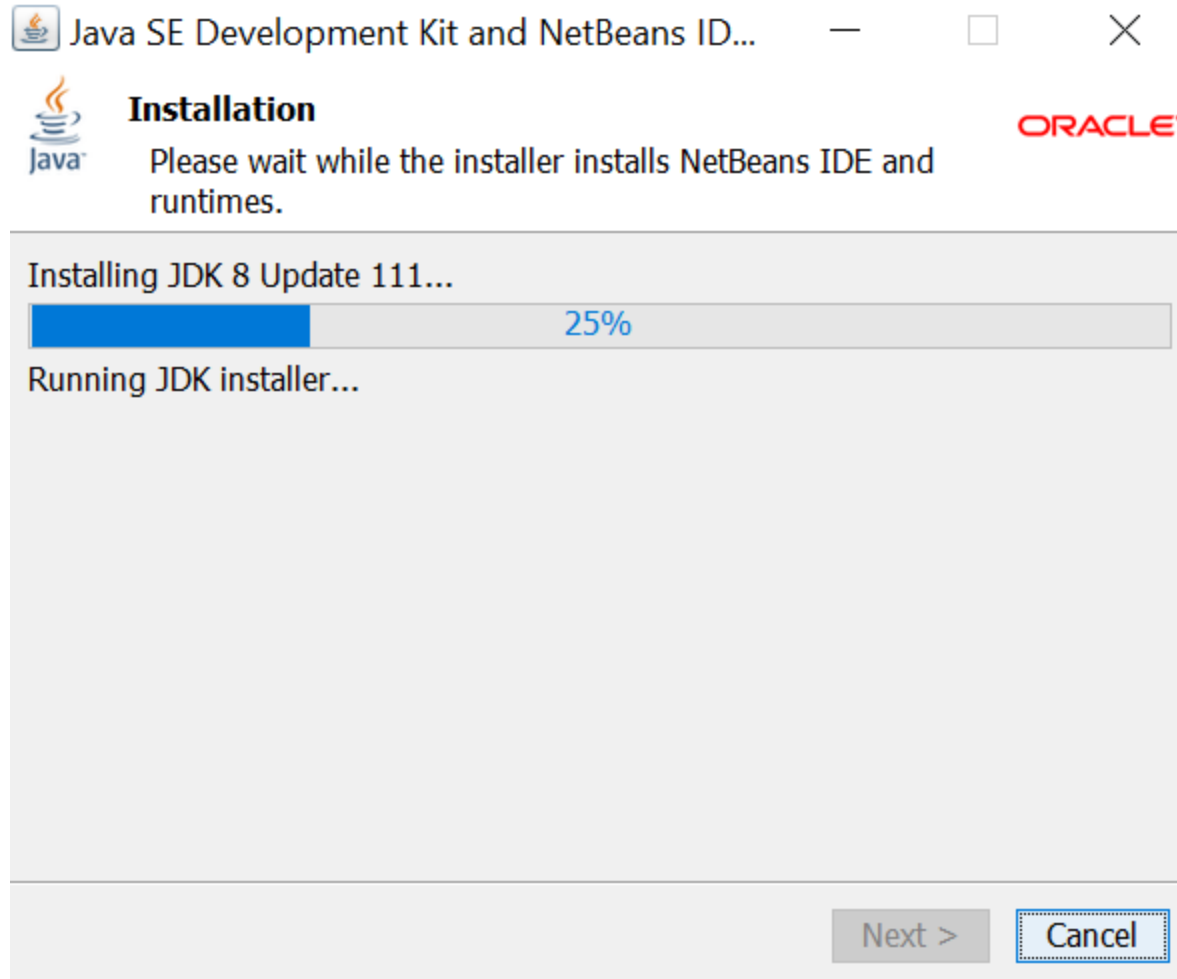 Java SE Development Kit and NetBeans ID...
Installation
ORACLE
Java
Please wait while the installer installs NetBeans IDE and
runtimes.
Installing JDK 8 Update 111...
25%
Running JDK installer...
Next >
Cancel